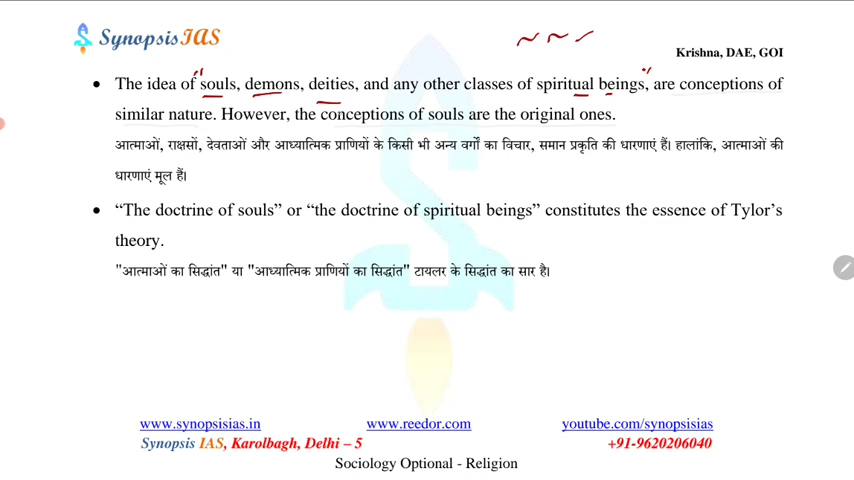 Synopsis IAS
Krishna, DAE, GOI
• The idea of souls, demons, deities, and any other classes of spiritual beings, are conceptions of
similar nature. However, the conceptions of souls are the original ones.
आत्माओं, राक्षसों, देवताओं और आध्यात्मिक प्राणियों के किसी भी अन्य वर्गों का विचार, समान प्रकृति की धारणाएं हैं। हालांकि, आत्माओं की
धारणाएं मूल हैं।
• “The doctrine of souls” or “the doctrine of spiritual beings” constitutes the essence of Tylor’s
theory.
"आत्माओं का सिद्धांत" या "आध्यात्मिक प्राणियों का सिद्धांत" टायलर के सिद्धांत का सार है।
www.synopsisias.in www.reedor.com youtube.com/synopsisias
Synopsis IAS, Karolbagh, Delhi – 5 +91-9620206040
Sociology Optional - Religion